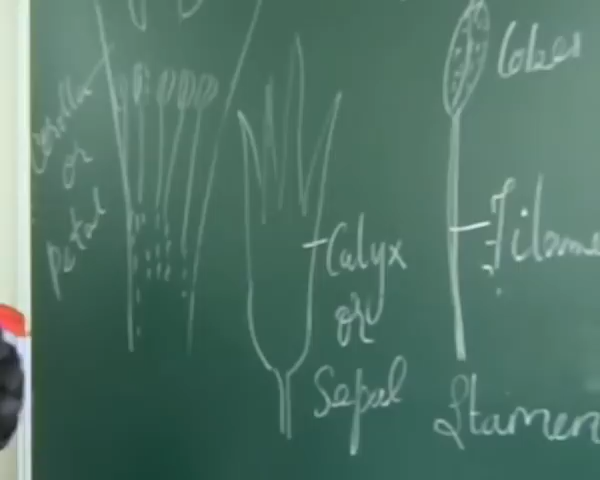 Corolla
or
petal
Calyx
or
Sepal
Lobes
Filame
Stamen